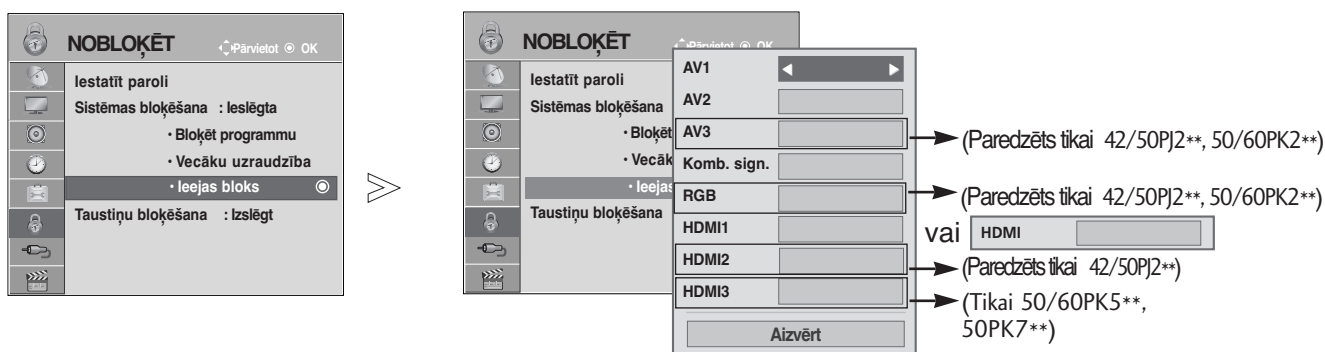 NOBLOĶĒT
Pārvietot OK
Iestatīt paroli
Sistēmas bloķēšana : Ieslēgta
• Bloķēt programmu
• Vecāku uzraudzība
• Ieejas bloks
Taustiņu bloķēšana : Izslēgt
NOBLOĶĒT
Pārvietot OK
Iestatīt paroli
Sistēmas bloķēšana
• Bloķēt
• Vecāk
• Ieejas
Taustiņu bloķēšana
AV1
AV2
AV3
Komb. sign.
RGB
HDMI1
HDMI2
HDMI3
Aizvērt
(Paredzēts tikai 42/50PJ2**, 50/60PK2**)
(Paredzēts tikai 42/50PJ2**, 50/60PK2**)
vai HDMI
(Paredzēts tikai 42/50PJ2**)
(Tikai 50/60PK5**,
50PK7**)